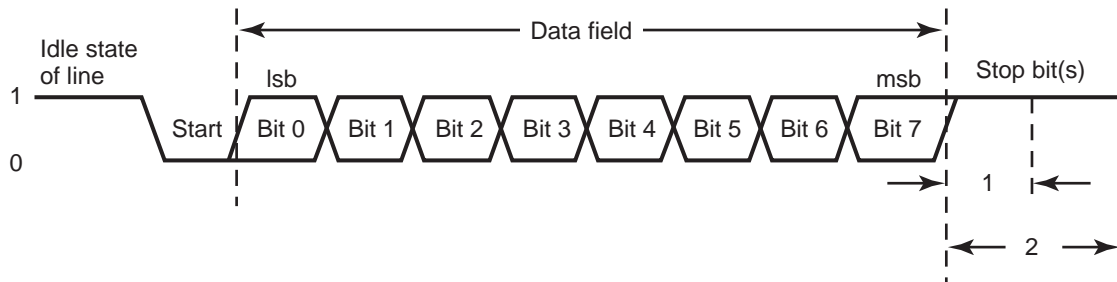 Data field
Idle state
of line
lsb
msb
Stop bit(s)
1
Start
Bit 0
Bit 1
Bit 2
Bit 3
Bit 4
Bit 5
Bit 6
Bit 7
0
1
2